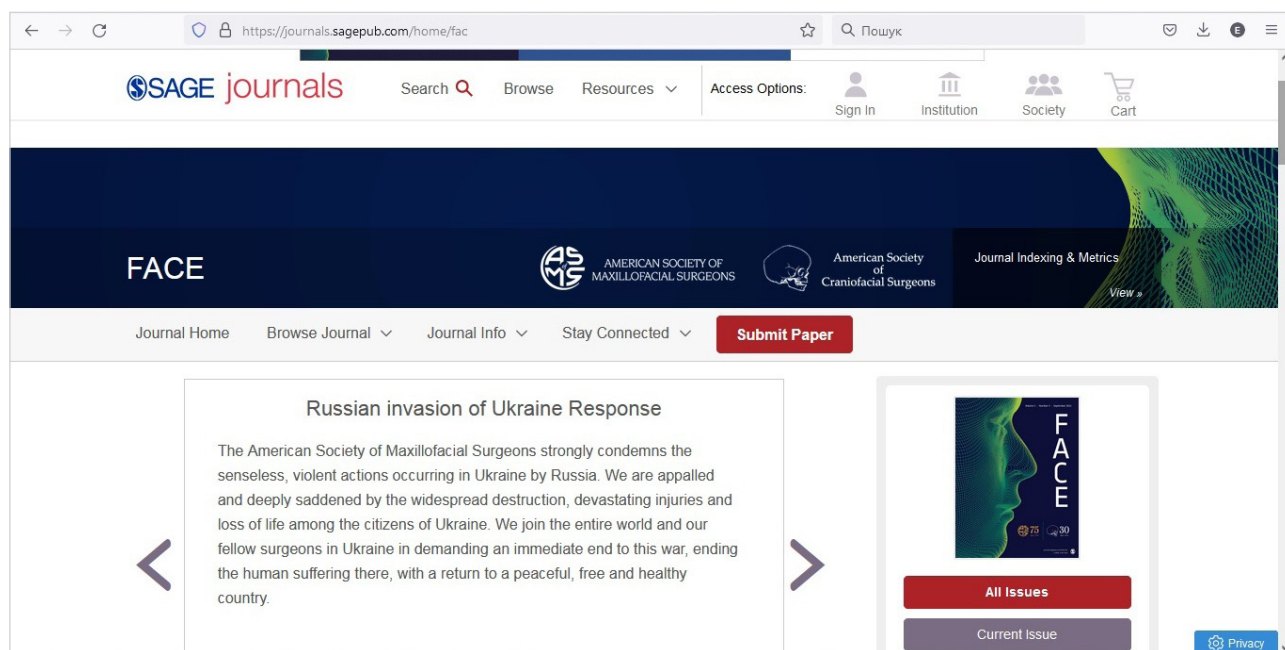 https://journals.sagepub.com/home/fac
Пошук
E
SAGE journals
Search
Browse
Resources
Access Options:
Sign In
Institution
Society
Cart
FACE
ASMS
AMERICAN SOCIETY OF
MAXILLOFACIAL SURGEONS
American Society
of
Craniofacial Surgeons
Journal Indexing & Metrics
View »
Journal Home
Browse Journal
Journal Info
Stay Connected
Submit Paper
Russian invasion of Ukraine Response
The American Society of Maxillofacial Surgeons strongly condemns the
senseless, violent actions occurring in Ukraine by Russia. We are appalled
and deeply saddened by the widespread destruction, devastating injuries and
loss of life among the citizens of Ukraine. We join the entire world and our
fellow surgeons in Ukraine in demanding an immediate end to this war, ending
the human suffering there, with a return to a peaceful, free and healthy
country.
FACE
75
30
All Issues
Current Issue
Privacy